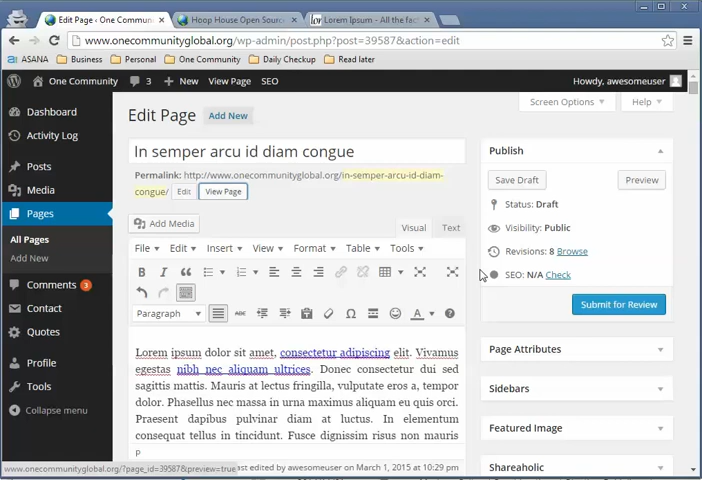 Edit Page ‹ One Commun
Hoop House Open Source
Lorem Ipsum - All the fac
www.onecommunityglobal.org/wp-admin/post.php?post=39587&action=edit
ASANA Business Personal One Community Daily Checkup Read later
One Community 3 New View Page SEO Howdy, awesomeuser
Screen Options Help
Dashboard
Activity Log
Posts
Media
Pages
All Pages
Add New
Comments 3
Contact
Quotes
Profile
Tools
Collapse menu
Edit Page Add New
In semper arcu id diam congue
Permalink: http://www.onecommunityglobal.org/in-semper-arcu-id-diam-
congue/ Edit View Page
Add Media Visual Text
File Edit Insert View Format Table Tools
B I
Paragraph ABC Ω A
Lorem ipsum dolor sit amet, consectetur adipiscing elit. Vivamus
egestas nibh nec aliquam ultrices. Donec consectetur dui sed
sagittis mattis. Mauris at lectus fringilla, vulputate eros a, tempor
dolor. Phasellus nec massa in urna maximus aliquam eu quis orci.
Praesent dapibus pulvinar diam at luctus. In elementum
consequat tellus in tincidunt. Fusce dignissim risus non mauris
P
www.onecommunityglobal.org/?page_id=39587&preview=true
ast edited by awesomeuser on March 1, 2015 at 10:29 pm
Publish
Save Draft Preview
Status: Draft
Visibility: Public
Revisions: 8 Browse
SEO: N/A Check
Submit for Review
Page Attributes
Sidebars
Featured Image
Shareaholic